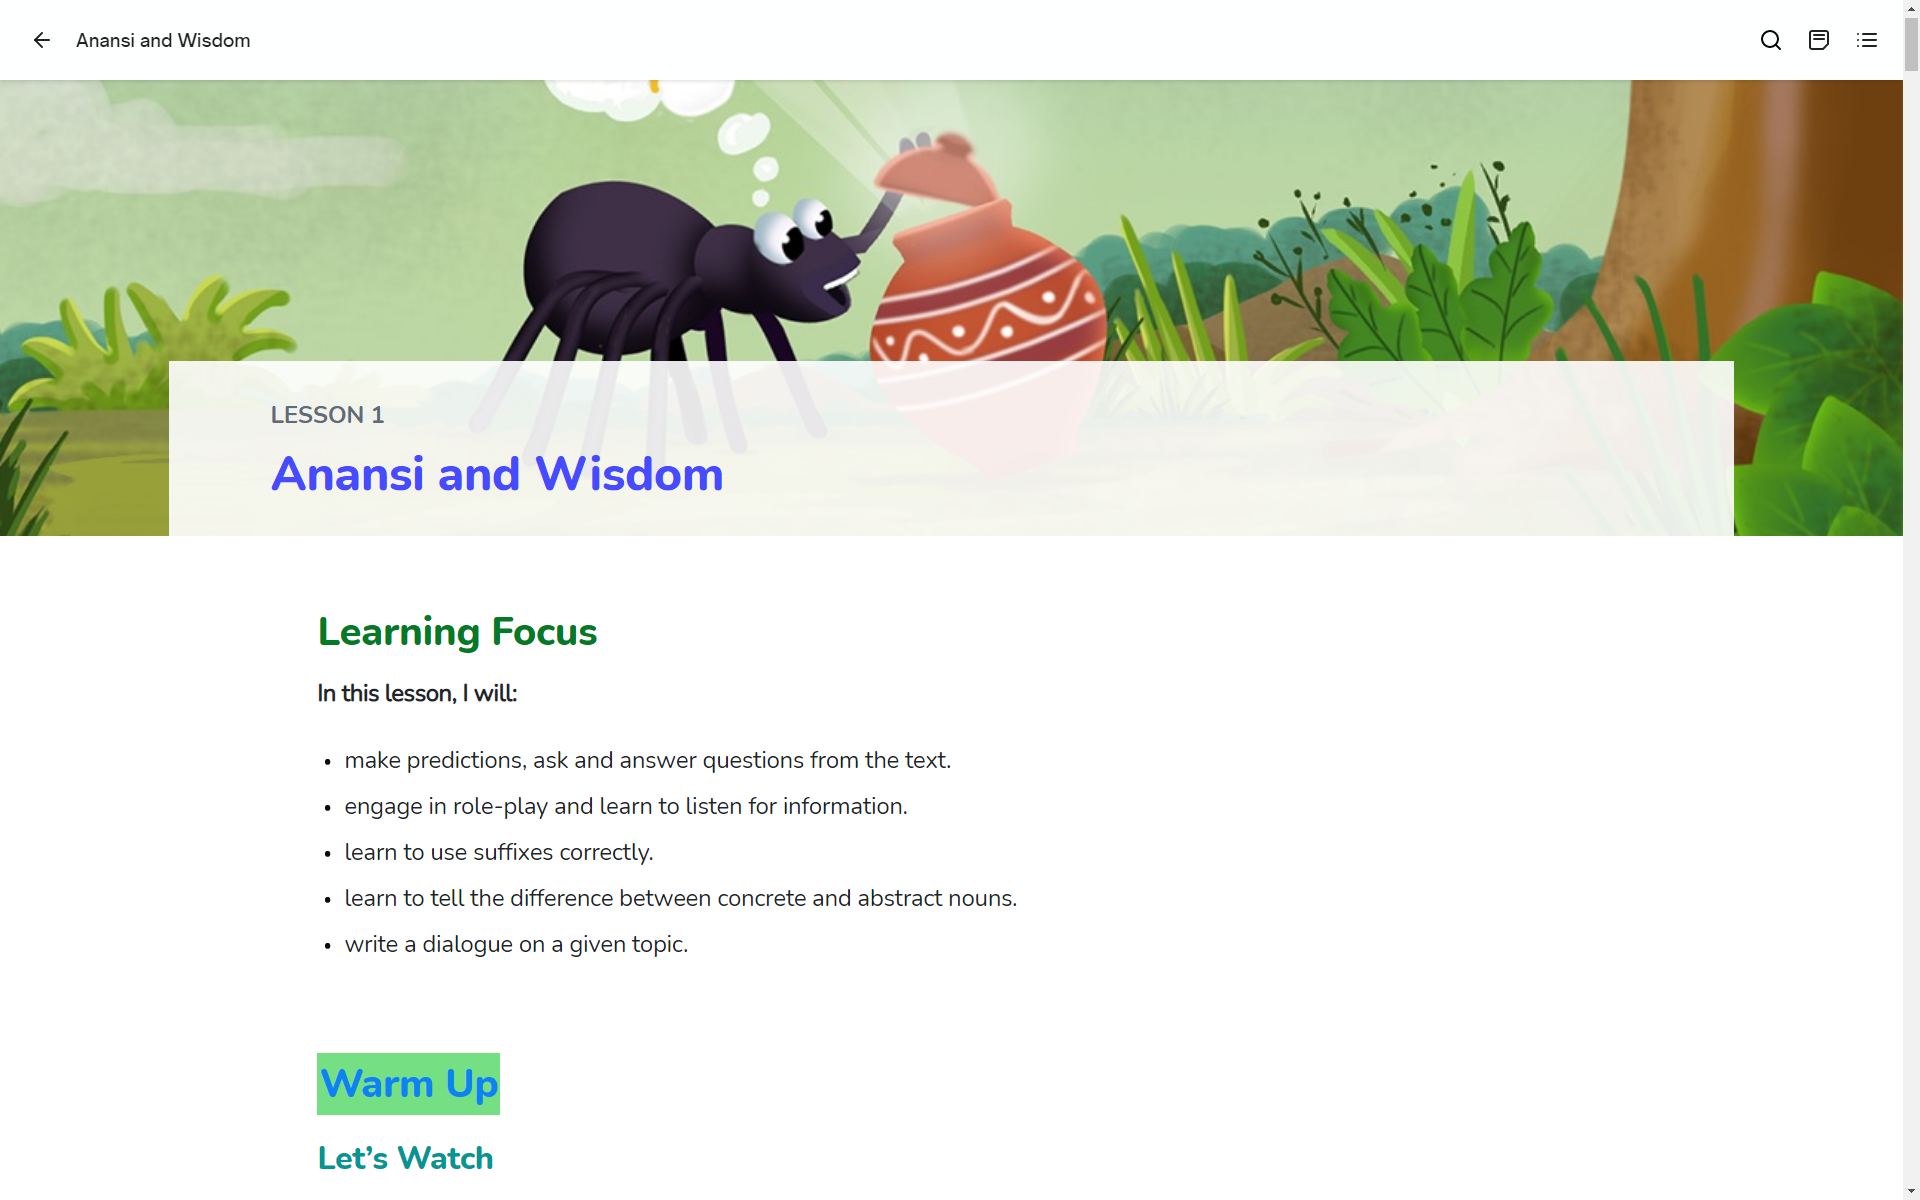 Anansi and Wisdom
LESSON 1
Anansi and Wisdom
Learning Focus
In this lesson, I will:
• make predictions, ask and answer questions from the text.
• engage in role-play and learn to listen for information.
• learn to use suffixes correctly.
• learn to tell the difference between concrete and abstract nouns.
• write a dialogue on a given topic.
Warm Up
Let’s Watch